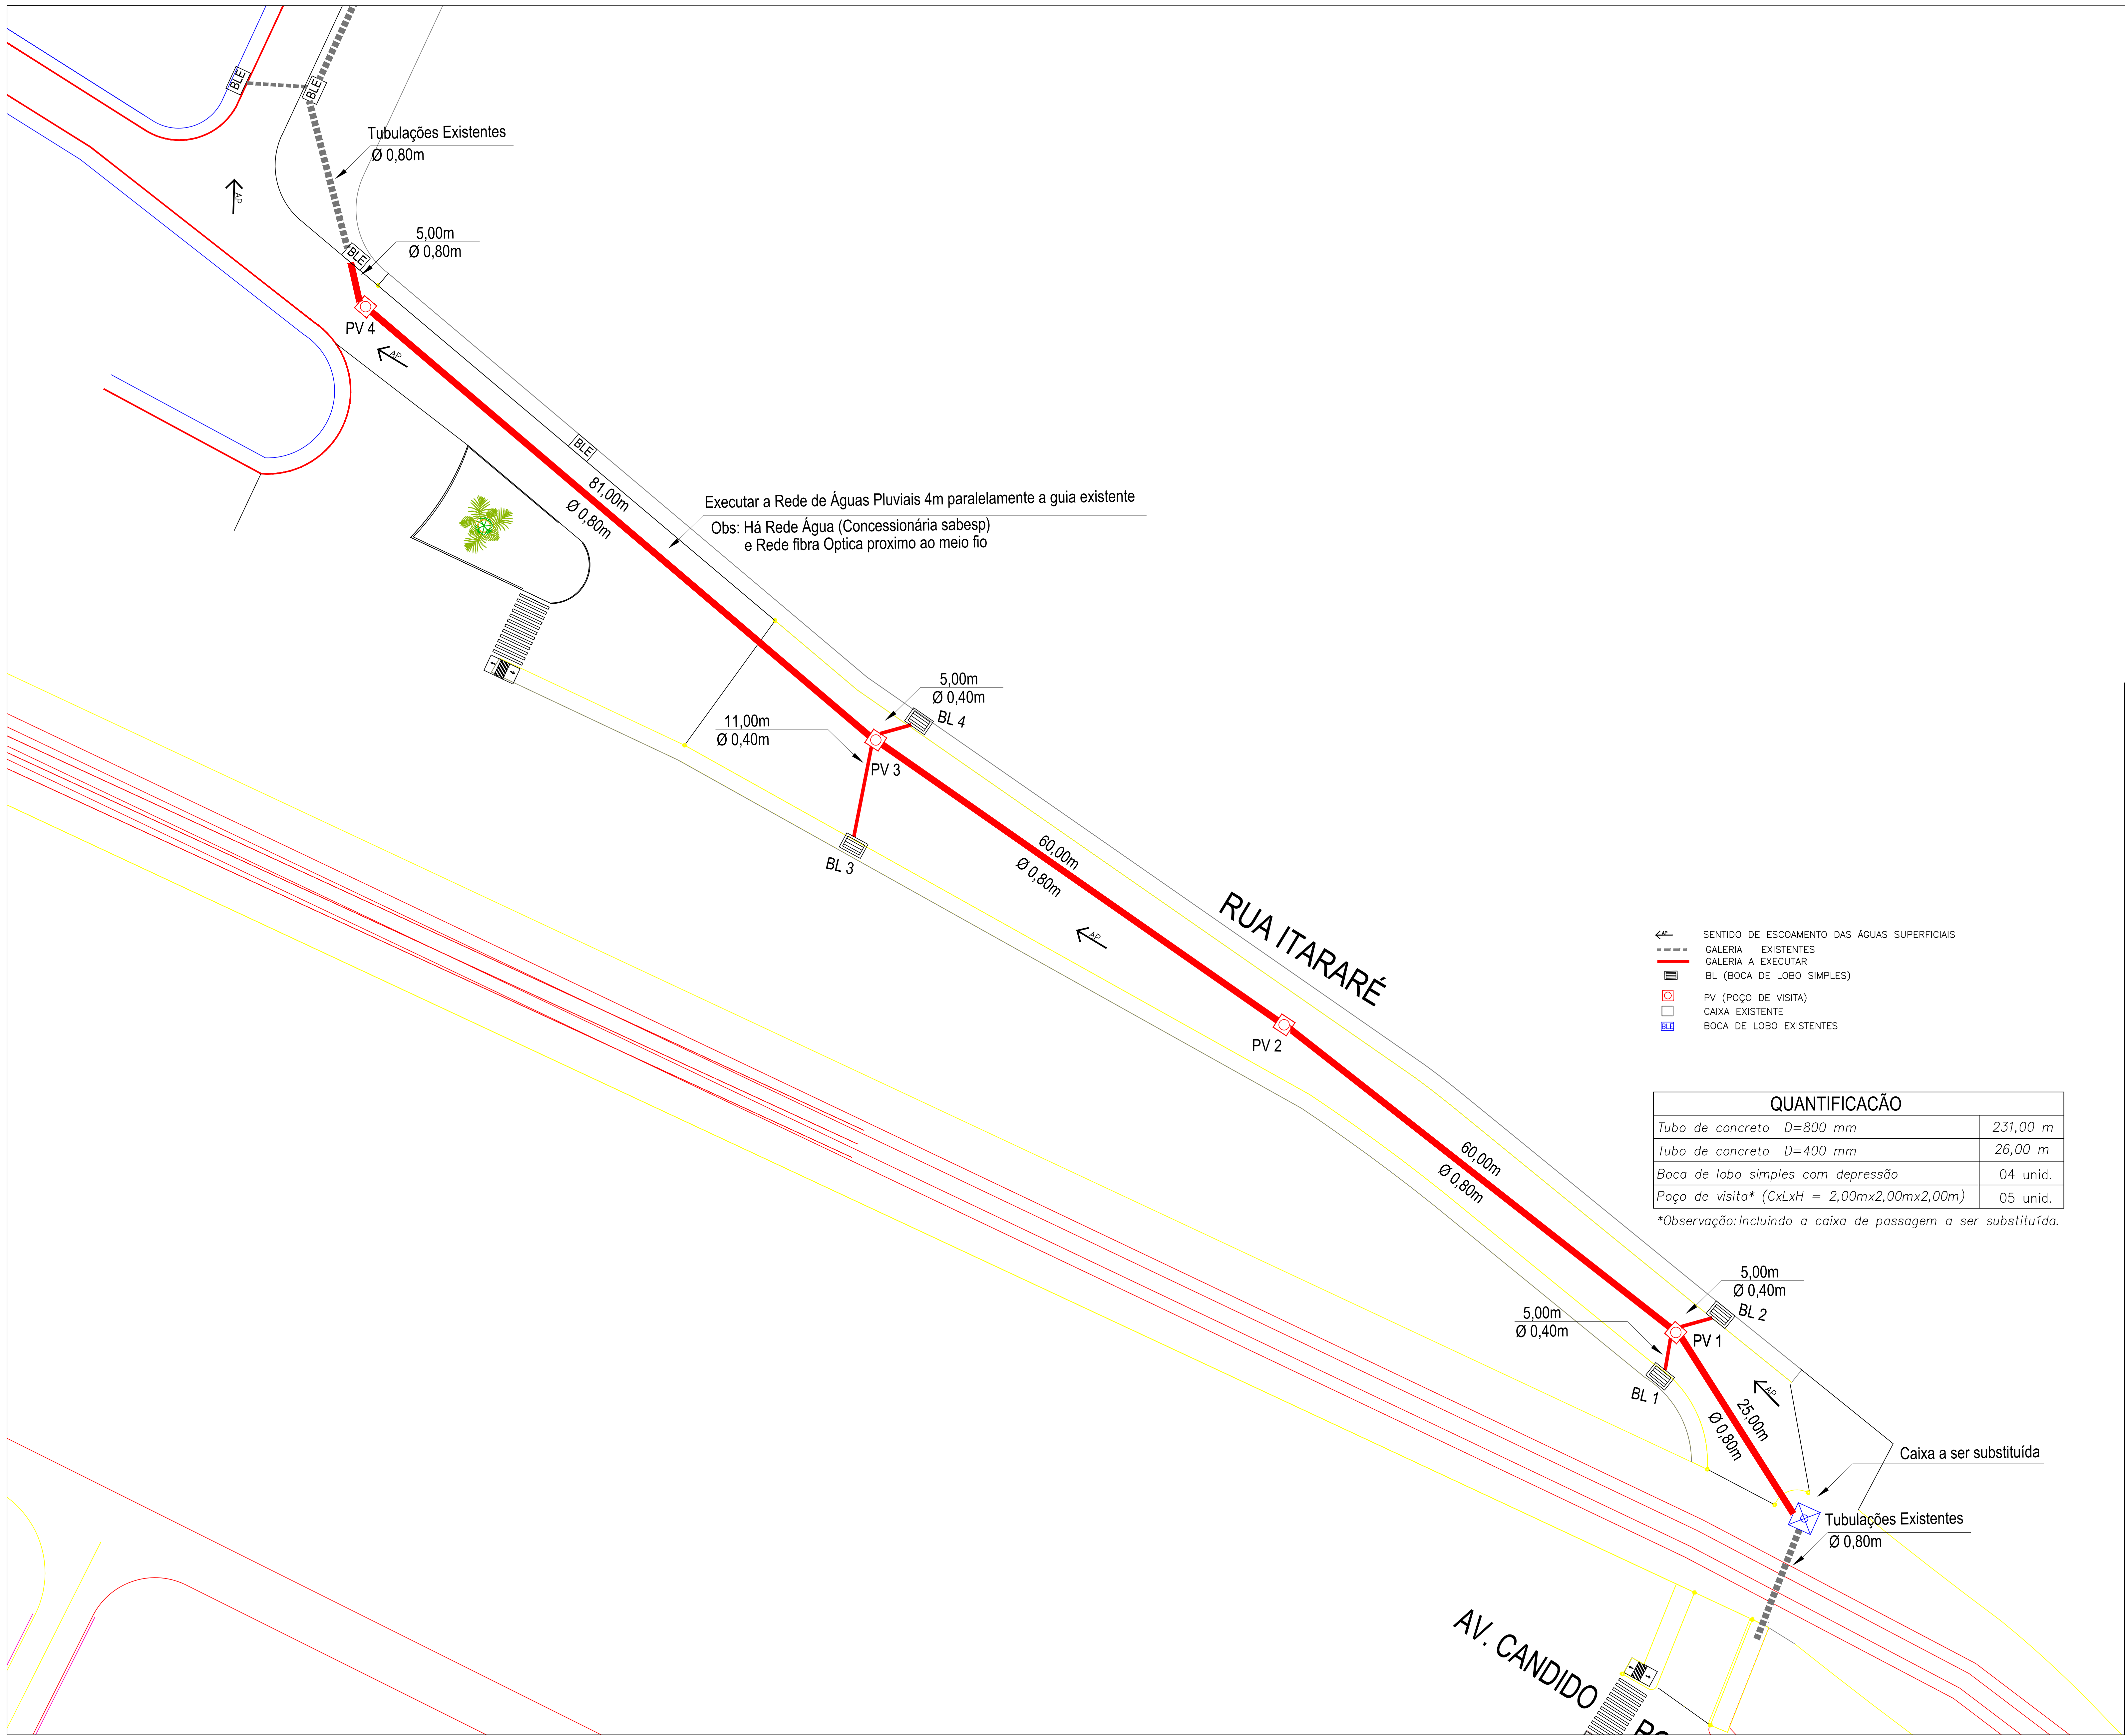 BLE
BLE
Tubulações Existentes
Ø 0,80m
AP
5,00m
Ø 0,80m
BLE
PV 4
AP
BLE
81,00m
Ø 0,80m
Executar a Rede de Águas Pluviais 4m paralelamente a guia existente
Obs: Há Rede Água (Concessionária sabesp)
e Rede fibra Optica proximo ao meio fio
5,00m
Ø 0,40m
BL 4
11,00m
Ø 0,40m
PV 3
BL 3
60,00m
Ø 0,80m
AP
RUA ITARARÉ
PV 2
AP
SENTIDO DE ESCOAMENTO DAS ÁGUAS SUPERFICIAIS
GALERIA EXISTENTES
GALERIA A EXECUTAR
BL (BOCA DE LOBO SIMPLES)
PV (POÇO DE VISITA)
CAIXA EXISTENTE
BLE
BOCA DE LOBO EXISTENTES
QUANTIFICACÃO
Tubo de concreto D=800 mm 231,00 m
Tubo de concreto D=400 mm 26,00 m
Boca de lobo simples com depressão 04 unid.
Poço de visita* (CxLxH = 2,00mx2,00mx2,00m) 05 unid.
*Observação: Incluindo a caixa de passagem a ser substituída.
60,00m
Ø 0,80m
5,00m
Ø 0,40m
BL 2
5,00m
Ø 0,40m
PV 1
BL 1
AP
25,00m
Ø 0,80m
Caixa a ser substituída
Tubulações Existentes
Ø 0,80m
AV. CANDIDO